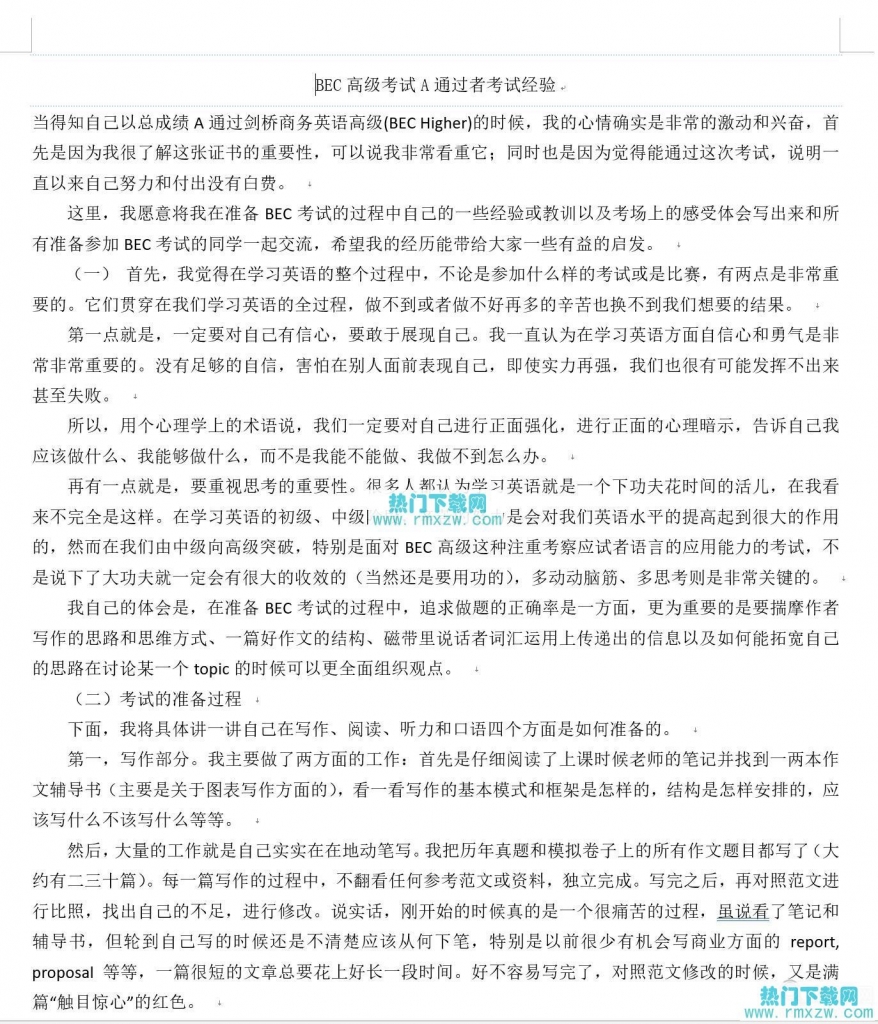 BEC 高级考试 A 通过者考试经验
当得知自己以总成绩 A 通过剑桥商务英语高级(BEC Higher)的时候，我的心情确实是非常的激动和兴奋，首
先是因为我很了解这张证书的重要性，可以说我非常看重它；同时也是因为觉得能通过这次考试，说明一
直以来自己努力和付出没有白费。
这里，我愿意将我在准备 BEC 考试的过程中自己的一些经验或教训以及考场上的感受体会写出来和所
有准备参加 BEC 考试的同学一起交流，希望我的经历能带给大家一些有益的启发。
（一） 首先，我觉得在学习英语的整个过程中，不论是参加什么样的考试或是比赛，有两点是非常重
要的。它们贯穿在我们学习英语的全过程，做不到或者做不好再多的辛苦也换不到我们想要的结果。
第一点就是，一定要对自己有信心，要敢于展现自己。我一直认为在学习英语方面自信心和勇气是非
常非常重要的。没有足够的自信，害怕在别人面前表现自己，即使实力再强，我们也很有可能发挥不出来
甚至失败。
所以，用个心理学上的术语说，我们一定要对自己进行正面强化，进行正面的心理暗示，告诉自己我
应该做什么、我能够做什么，而不是我能不能做、我做不到怎么办。
再有一点就是，要重视思考的重要性。很多人都认为学习英语就是一个下功夫花时间的活儿，在我看
来不完全是这样。在学习英语的初级、中级 是会对我们英语水平的提高起到很大的作用
热门下载网
www.rmxzw.com
的，然而在我们由中级向高级突破，特别是面对 BEC 高级这种注重考察应试者语言的应用能力的考试，不
是说下了大功夫就一定会有很大的收效的（当然还是要用功的），多动动脑筋、多思考则是非常关键的。
我自己的体会是，在准备 BEC 考试的过程中，追求做题的正确率是一方面，更为重要的是要揣摩作者
写作的思路和思维方式、一篇好作文的结构、磁带里说话者词汇运用上传递出的信息以及如何能拓宽自己
的思路在讨论某一个 topic 的时候可以更全面组织观点。
（二）考试的准备过程
下面，我将具体讲一讲自己在写作、阅读、听力和口语四个方面是如何准备的。
第一，写作部分。我主要做了两方面的工作：首先是仔细阅读了上课时候老师的笔记并找到一两本作
文辅导书（主要是关于图表写作方面的），看一看写作的基本模式和框架是怎样的，结构是怎样安排的，应
该写什么不该写什么等等。
然后，大量的工作就是自己实实在在地动笔写。我把历年真题和模拟卷子上的所有作文题目都写了（大
约有二三十篇）。每一篇写作的过程中，不翻看任何参考范文或资料，独立完成。写完之后，再对照范文进
行比照，找出自己的不足，进行修改。说实话，刚开始的时候真的是一个很痛苦的过程，虽说看了笔记和
辅导书，但轮到自己写的时候还是不清楚应该从何下笔，特别是以前很少有机会写商业方面的 report,
proposal 等等，一篇很短的文章总要花上好长一段时间。好不容易写完了，对照范文修改的时候，又是满
篇“触目惊心”的红色。
热门下载网
www.rmxzw.com